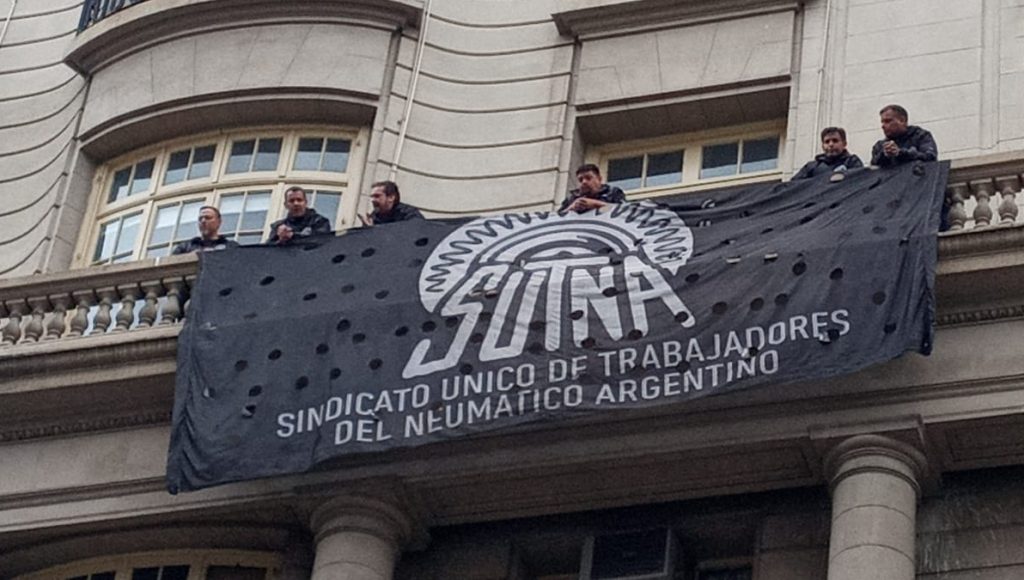 SUTNA
SINDICATO UNICO DE TRABAJADORES
DEL NEUMATICO ARGENTINO